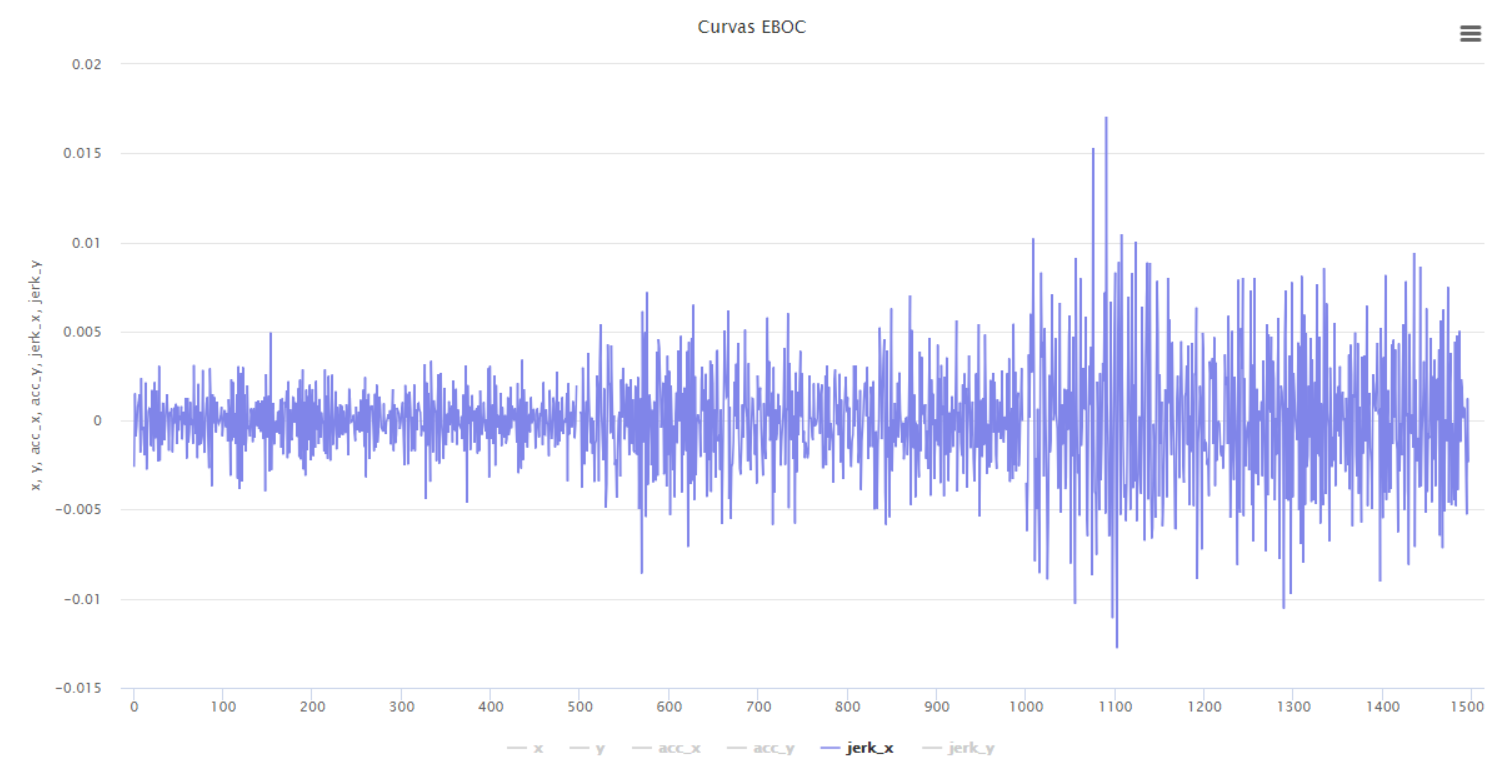 Curvas EBOC
x, y, acc_x, acc_y, jerk_x, jerk_y
0.02
0.015
0.01
0.005
0
−0.005
−0.01
−0.015
0 100 200 300 400 500 600 700 800 900 1000 1100 1200 1300 1400 1500
x y acc_x acc_y jerk_x jerk_y